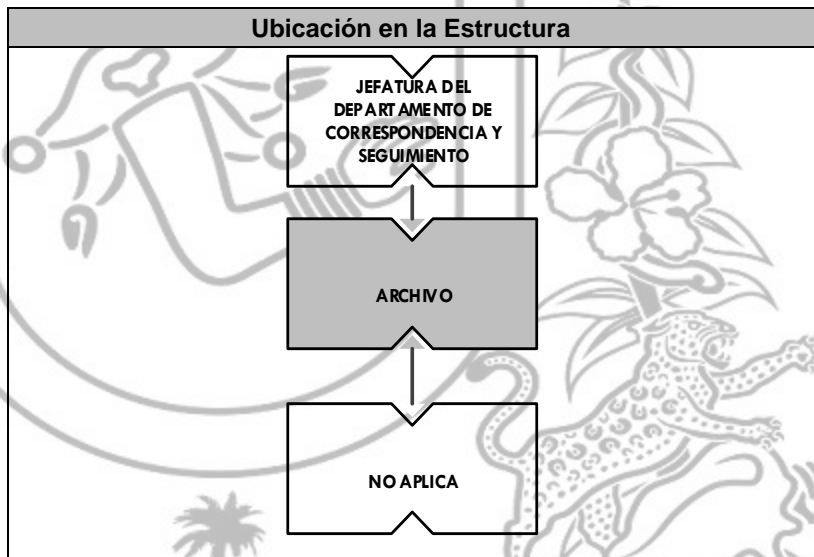 Ubicación en la Estructura
JEFATURA DEL
DEPARTAMENTO DE
CORRESPONDENCIA Y
SEGUIMIENTO
ARCHIVO
NO APLICA